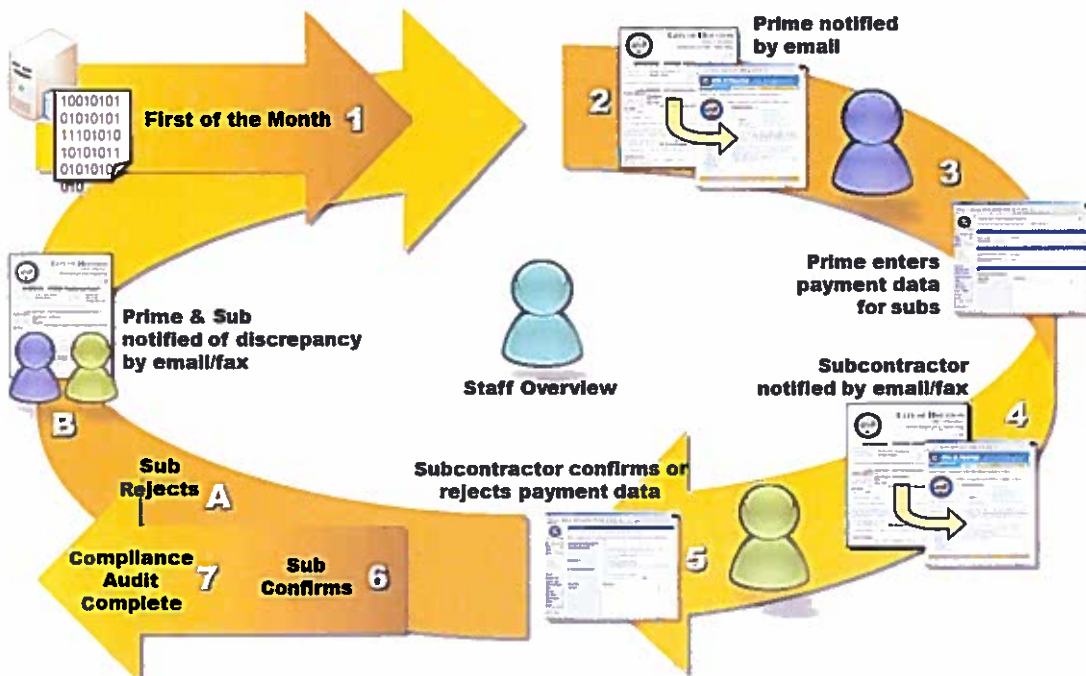 10010101
01010101
11101010
10101011
0101010
010
First of the Month 1
2
Prime notified
by email
3
Prime enters
payment data
for subs
Subcontractor
notified by email/fax
4
Staff Overview
Subcontractor confirms or
rejects payment data
5
Sub
Confirms
6
Compliance
Audit
Complete
7
Sub
Rejects
A
B
Prime & Sub
notified of discrepancy
by email/fax